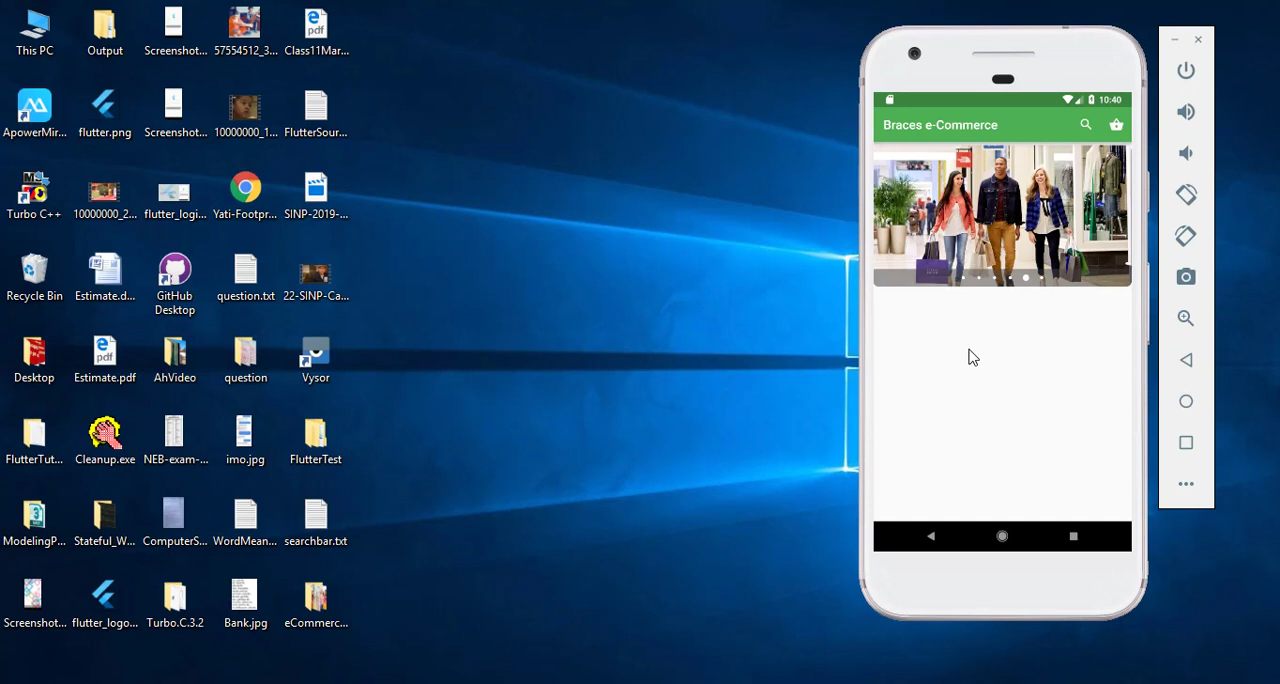 This PC
Output
Screenshot...
57554512_3...
Class11Mar...
ApowerMir...
flutter.png
Screenshot...
10000000_1...
FlutterSour...
Turbo C++
10000000_2...
flutter_logi...
Yati-Footpr...
SINP-2019-...
Recycle Bin
Estimate.d...
GitHub
Desktop
question.txt
22-SINP-Ca...
Desktop
Estimate.pdf
AhVideo
question
Vysor
FlutterTut...
Cleanup.exe
NEB-exam-...
imo.jpg
FlutterTest
ModelingP...
Stateful_W...
ComputerS...
WordMean...
searchbar.txt
Screenshot...
flutter_logo...
Turbo.C.3.2
Bank.jpg
eCommerc...
pdf
pdf
10:40
Braces e-Commerce